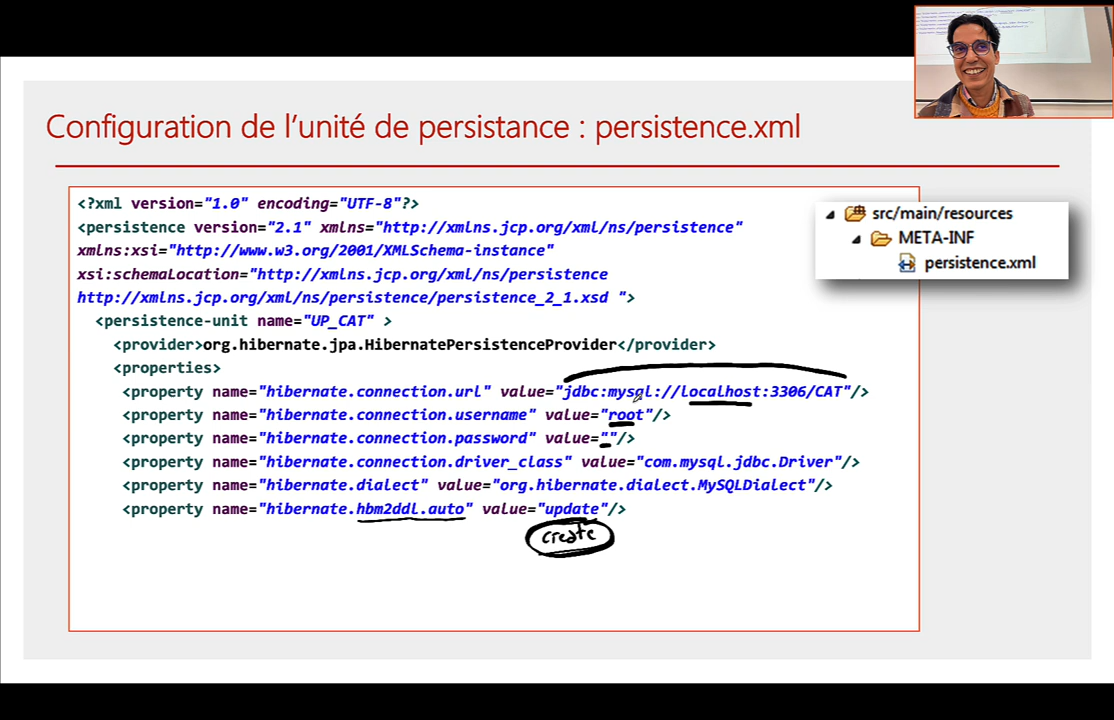 Configuration de l'unité de persistance : persistence.xml
<?xml version="1.0" encoding="UTF-8"?>
<persistence version="2.1" xmlns="http://xmlns.jcp.org/xml/ns/persistence"
xmlns:xsi="http://www.w3.org/2001/XMLSchema-instance"
xsi:schemaLocation="http://xmlns.jcp.org/xml/ns/persistence
http://xmlns.jcp.org/xml/ns/persistence/persistence_2_1.xsd ">
<persistence-unit name="UP_CAT" >
<provider>org.hibernate.jpa.HibernatePersistenceProvider</provider>
<properties>
<property name="hibernate.connection.url" value="jdbc:mysql://localhost:3306/CAT"/>
<property name="hibernate.connection.username" value="root"/>
<property name="hibernate.connection.password" value=""/>
<property name="hibernate.connection.driver_class" value="com.mysql.jdbc.Driver"/>
<property name="hibernate.dialect" value="org.hibernate.dialect.MySQLDialect"/>
<property name="hibernate.hbm2ddl.auto" value="update"/>
create
src/main/resources
META-INF
persistence.xml